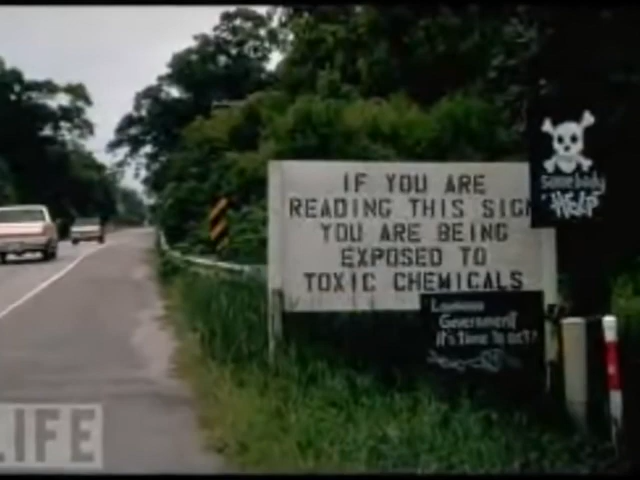 IF YOU ARE
READING THIS SIGN
YOU ARE BEING
EXPOSED TO
TOXIC CHEMICALS
Somebody
HELP
Government
it's Time To ACT!
LIFE